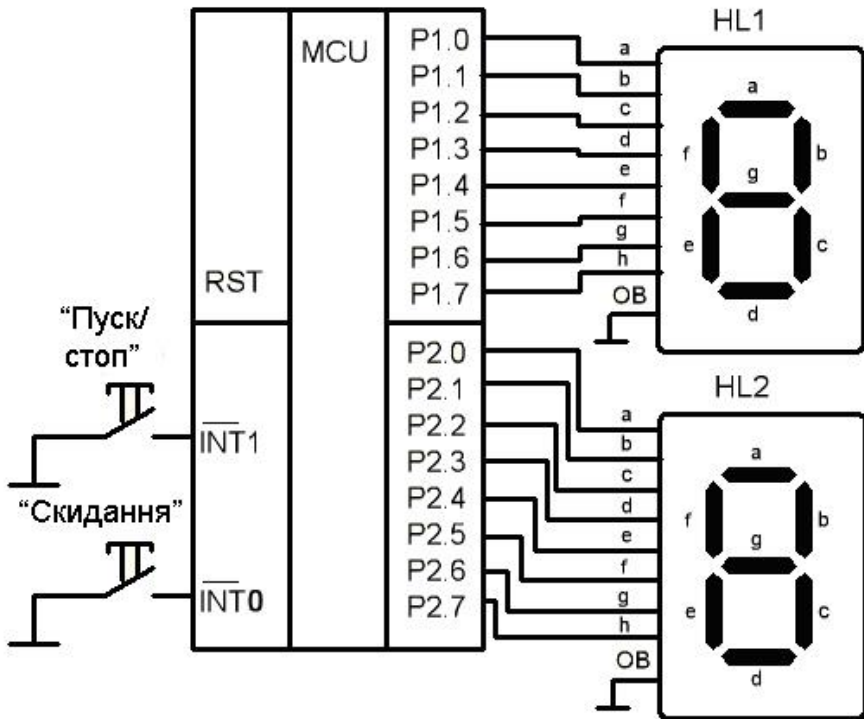 HL1
MCU
P1.0
P1.1
P1.2
P1.3
P1.4
P1.5
P1.6
P1.7
a
b
c
d
e
f
g
h
OB
a
f
b
g
e
c
d
RST
“Пуск/
стоп”
INT1
“Скидання”
INT0
P2.0
P2.1
P2.2
P2.3
P2.4
P2.5
P2.6
P2.7
HL2
a
b
c
d
e
f
g
h
OB
a
f
b
g
e
c
d